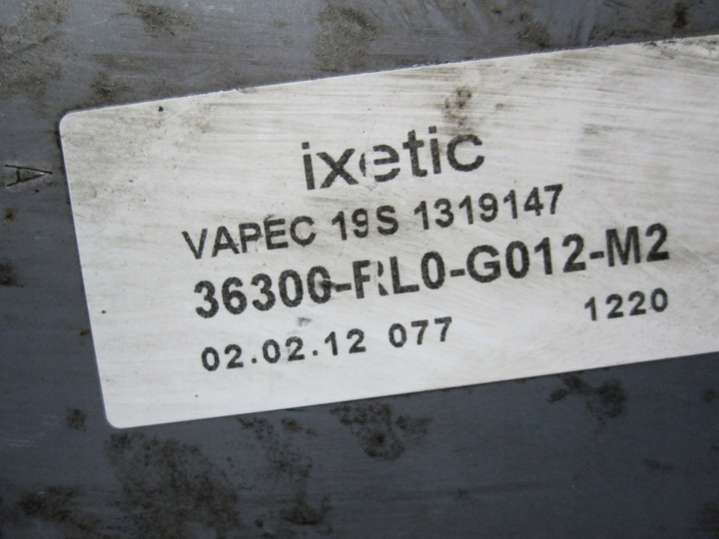 ixetic
VAPEC 19S 1319147
36300-RL0-G012-M2
02.02.12 077 1220
A